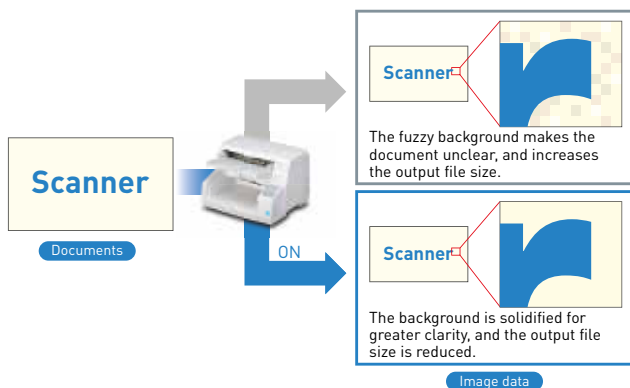 Scanner
Documents
ON
Scanner
The fuzzy background makes the
document unclear, and increases
the output file size.
Scanner
The background is solidified for
greater clarity, and the output file
size is reduced.
Image data